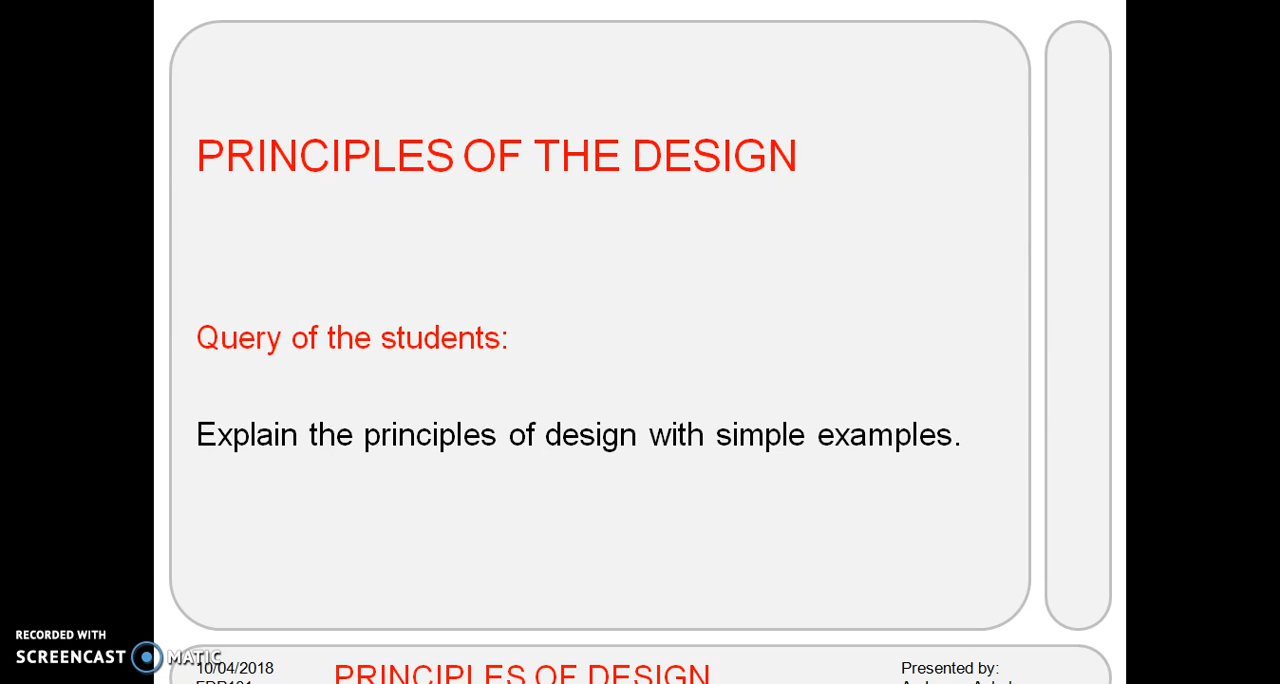 PRINCIPLES OF THE DESIGN
Query of the students:
Explain the principles of design with simple examples.
RECORDED WITH
SCREENCAST MATIC
10/04/2018
PRINCIPLES OF DESIGN
Presented by: